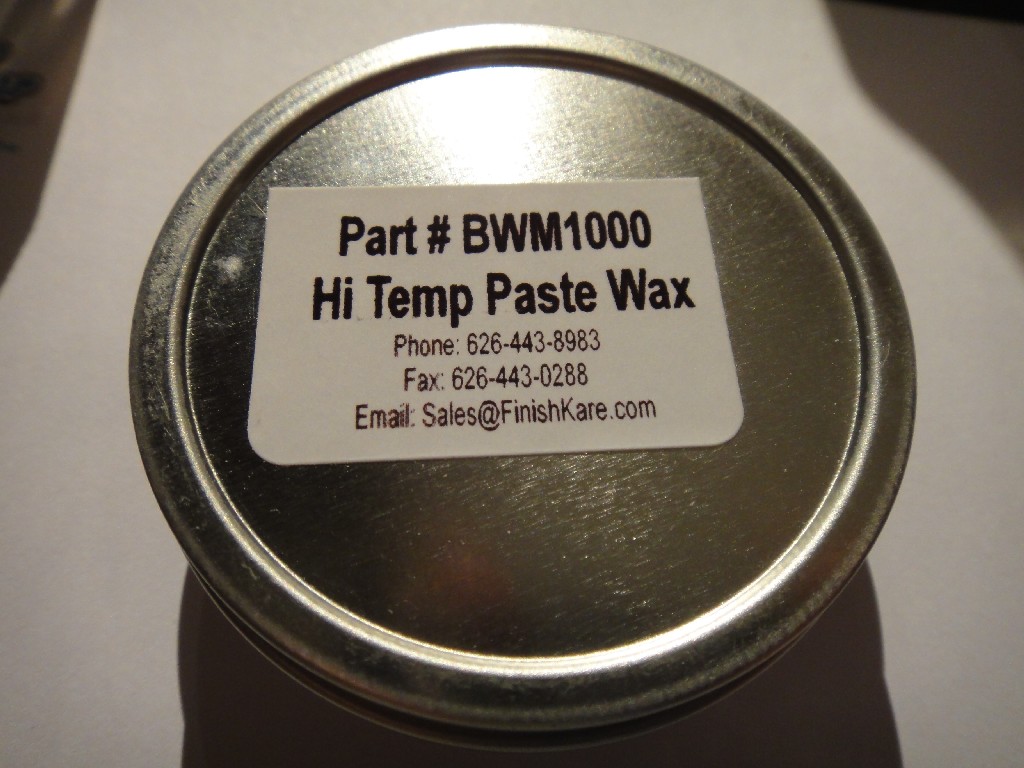 Part # BWM1000
Hi Temp Paste Wax
Phone: 626-443-8983
Fax: 626-443-0288
Email: Sales@FinishKare.com